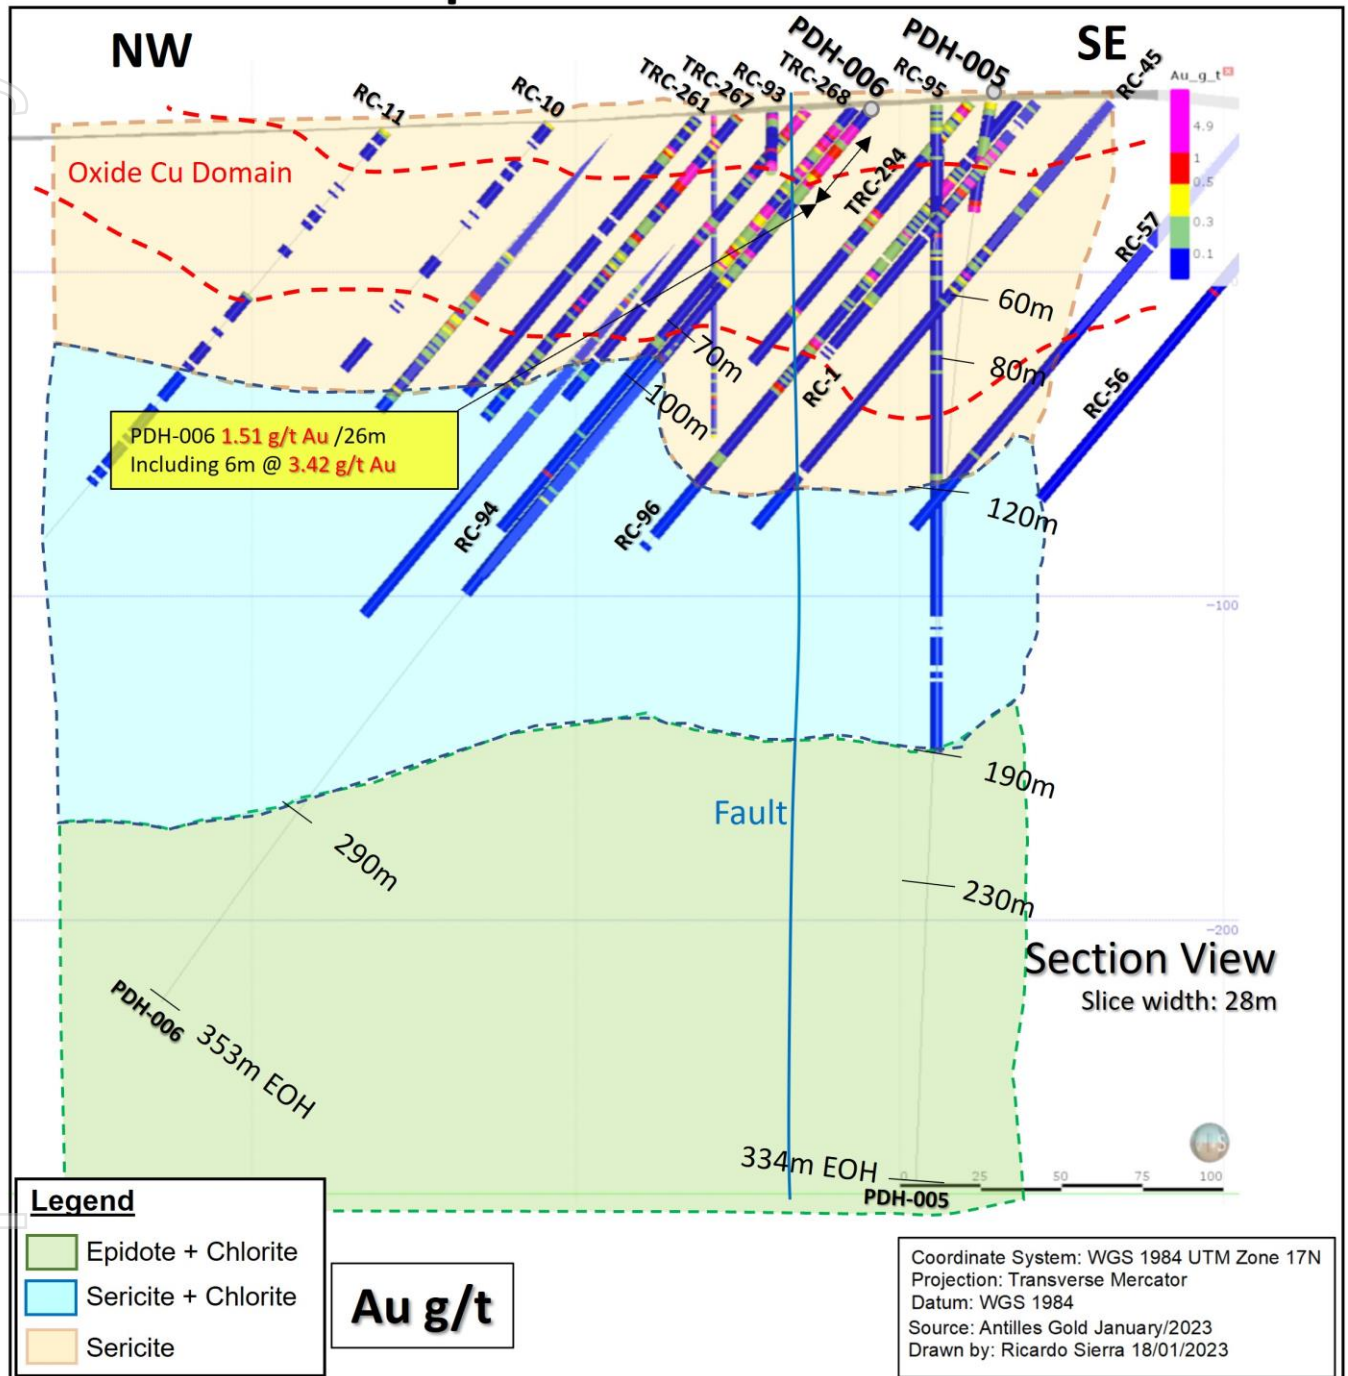 NW
SE
RC-11
RC-10
TRC-261
TRC-267
RC-93
TRC-268
PDH-006
RC-95
PDH-005
RC-45
Au_g_t
4.9
1
0.5
0.3
0.1
Oxide Cu Domain
TRC-294
RC-57
60m
70m
80m
RC-1
RC-56
100m
PDH-006 1.51 g/t Au /26m
Including 6m @ 3.42 g/t Au
RC-94
RC-96
120m
-100
190m
Fault
290m
230m
-200
Section View
Slice width: 28m
PDH-006
353m EOH
334m EOH
PDH-005
0 25 50 75 100
Legend
Epidote + Chlorite
Sericite + Chlorite
Sericite
Au g/t
Coordinate System: WGS 1984 UTM Zone 17N
Projection: Transverse Mercator
Datum: WGS 1984
Source: Antilles Gold January/2023
Drawn by: Ricardo Sierra 18/01/2023